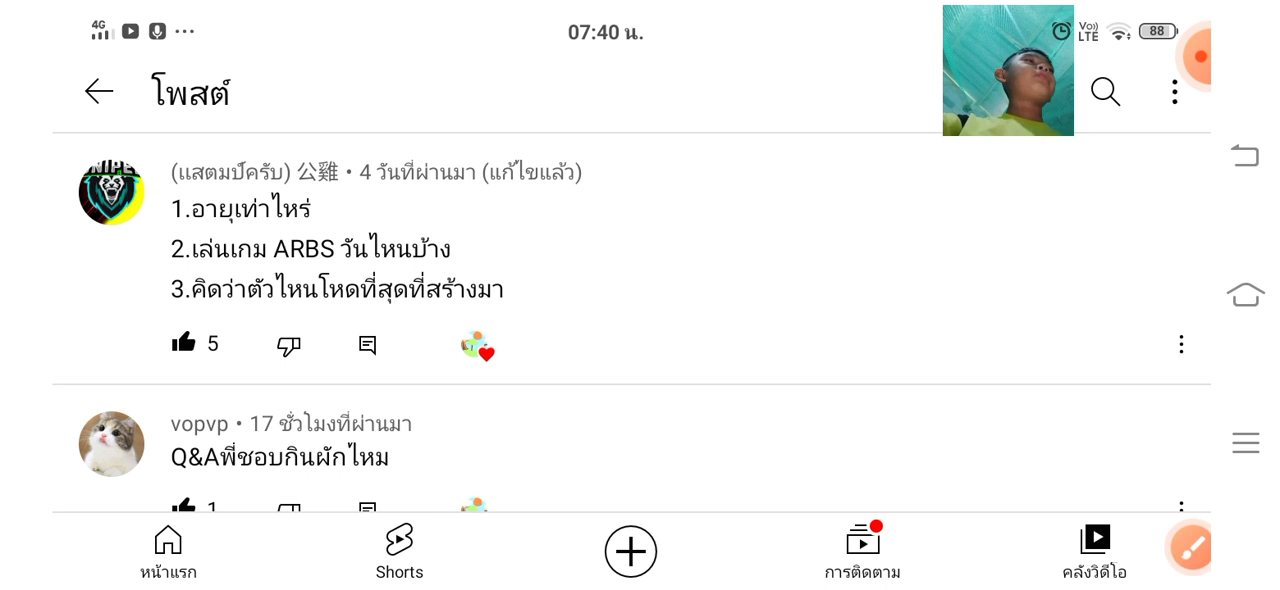 4G 07:40 น. Vo)) LTE 88
โพสต์
NIPE
(แสตมป์ครับ) 公雞 • 4 วันที่ผ่านมา (แก้ไขแล้ว)
1.อายุเท่าไหร่
2.เล่นเกม ARBS วันไหนบ้าง
3.คิดว่าตัวไหนโหดที่สุดที่สร้างมา
5
vopvp • 17 ชั่วโมงที่ผ่านมา
Q&Aพี่ชอบกินผักไหม
1
หน้าแรก Shorts การติดตาม คลังวิดีโอ